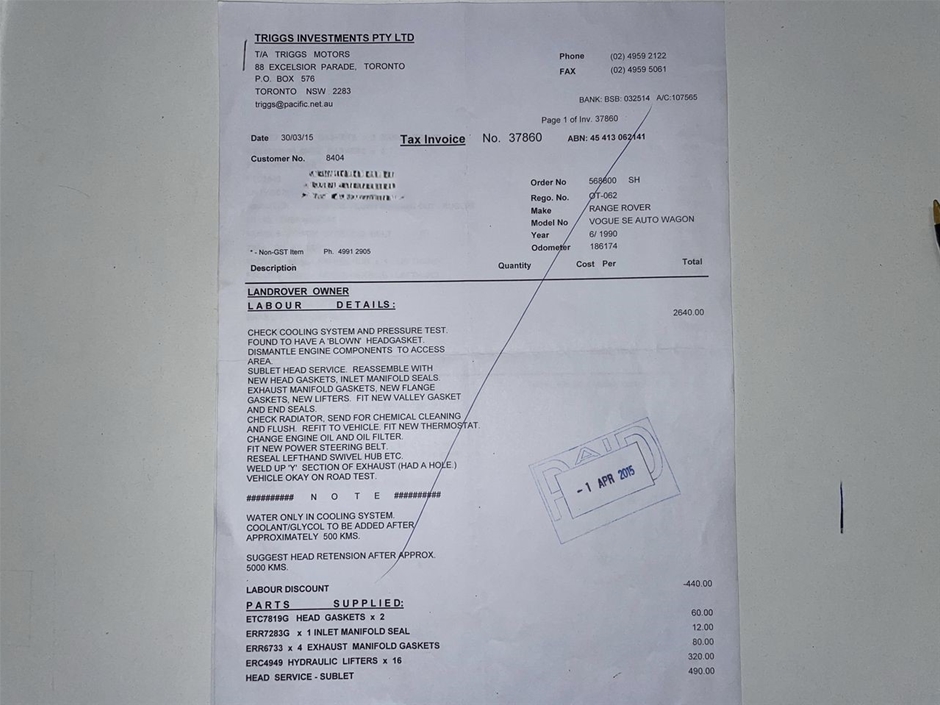 TRIGGS INVESTMENTS PTY LTD
T/A TRIGGS MOTORS
88 EXCELSIOR PARADE, TORONTO
P.O. BOX 576
TORONTO NSW 2283
triggs@pacific.net.au
Phone (02) 4959 2122
FAX (02) 4959 5061
BANK: BSB: 032514 A/C:107565
Page 1 of Inv. 37860
Date 30/03/15 Tax Invoice No. 37860 ABN: 45 413 062 141
Customer No. 8404
Order No 568600 SH
Rego. No. OT-062
Make RANGE ROVER
Model No VOGUE SE AUTO WAGON
Year 6/ 1990
Odometer 186174
* - Non-GST Item Ph. 4991 2905
Description Quantity Cost Per Total
LANDROVER OWNER
LABOUR DETAILS: 2640.00
CHECK COOLING SYSTEM AND PRESSURE TEST.
FOUND TO HAVE A 'BLOWN' HEADGASKET.
DISMANTLE ENGINE COMPONENTS TO ACCESS
AREA.
SUBLET HEAD SERVICE. REASSEMBLE WITH
NEW HEAD GASKETS, INLET MANIFOLD SEALS.
EXHAUST MANIFOLD GASKETS, NEW FLANGE
GASKETS, NEW LIFTERS. FIT NEW VALLEY GASKET
AND END SEALS.
CHECK RADIATOR, SEND FOR CHEMICAL CLEANING
AND FLUSH. REFIT TO VEHICLE. FIT NEW THERMOSTAT.
CHANGE ENGINE OIL AND OIL FILTER.
FIT NEW POWER STEERING BELT.
RESEAL LEFTHAND SWIVEL HUB ETC.
WELD UP 'Y' SECTION OF EXHAUST (HAD A HOLE.)
VEHICLE OKAY ON ROAD TEST.
PAID
- 1 APR 2015
########## N O T E ##########
WATER ONLY IN COOLING SYSTEM.
COOLANT/GLYCOL TO BE ADDED AFTER
APPROXIMATELY 500 KMS.
SUGGEST HEAD RETENSION AFTER APPROX.
5000 KMS.
LABOUR DISCOUNT -440.00
PARTS SUPPLIED:
ETC7819G HEAD GASKETS x 2 60.00
ERR7283G x 1 INLET MANIFOLD SEAL 12.00
ERR6733 x 4 EXHAUST MANIFOLD GASKETS 80.00
ERC4949 HYDRAULIC LIFTERS x 16 320.00
HEAD SERVICE - SUBLET 490.00